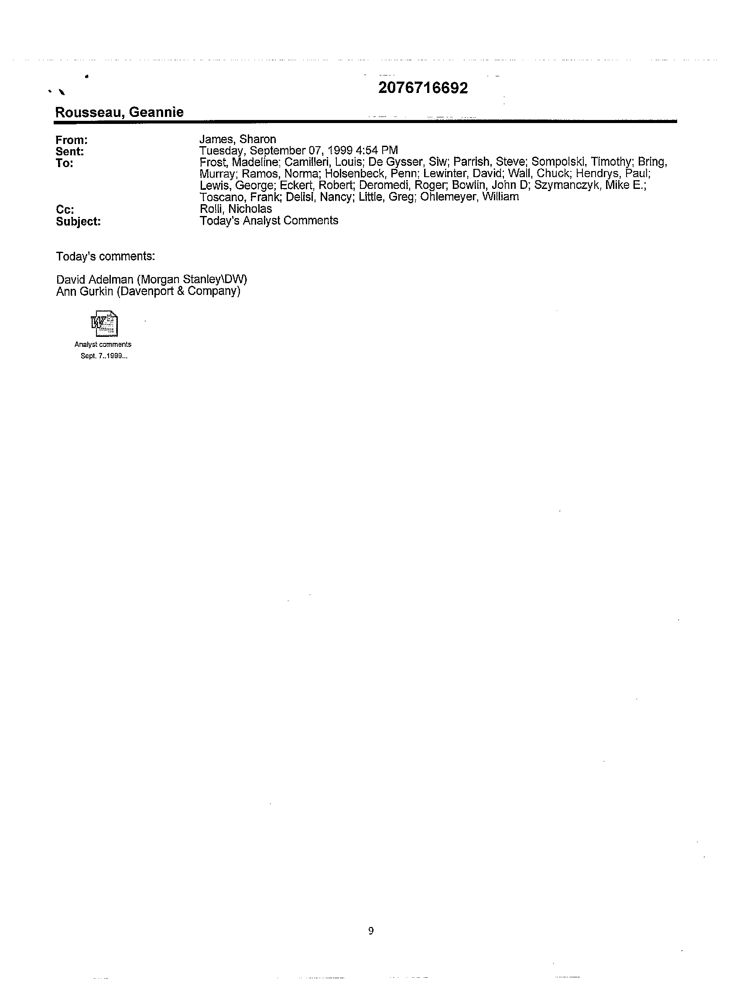 2076716692
Rousseau, Geannie
From: James, Sharon
Sent: Tuesday, September 07, 1999 4:54 PM
To: Frost, Madeline; Camilleri, Louis; De Gysser, Siw; Parrish, Steve; Sompolski, Timothy; Bring,
Murray; Ramos, Norma; Holsenbeck, Penn; Lewinter, David; Wall, Chuck; Hendrys, Paul;
Lewis, George; Eckert, Robert; Deromedi, Roger; Bowlin, John D; Szymanczyk, Mike E.;
Toscano, Frank; Delisi, Nancy; Little, Greg; Ohlemeyer, William
Cc: Rolli, Nicholas
Subject: Today's Analyst Comments
Today's comments:
David Adelman (Morgan Stanley\DW)
Ann Gurkin (Davenport & Company)
Analyst comments
Sept. 7.,1999...
9